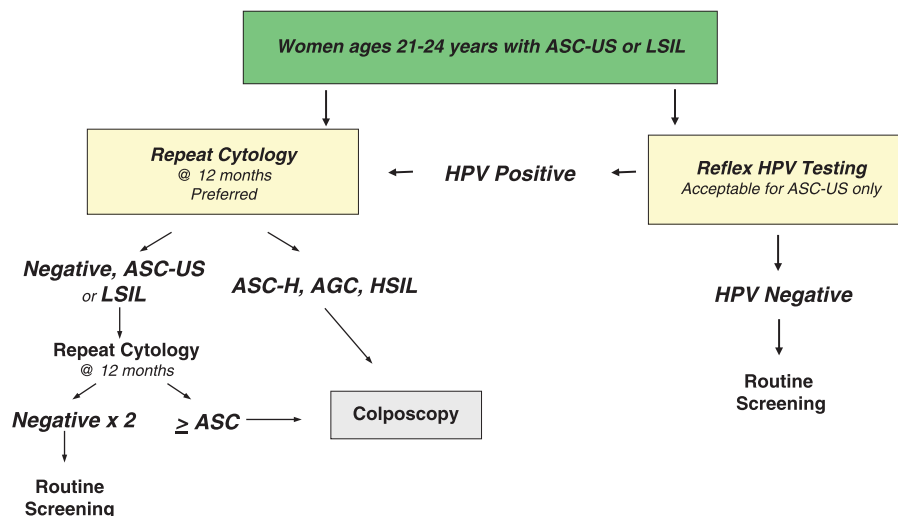 Women ages 21-24 years with ASC-US or LSIL
Repeat Cytology
@ 12 months
Preferred
HPV Positive
Reflex HPV Testing
Acceptable for ASC-US only
Negative, ASC-US
or LSIL
ASC-H, AGC, HSIL
HPV Negative
Repeat Cytology
@ 12 months
Routine
Screening
Negative x 2
≥ ASC
Colposcopy
Routine
Screening